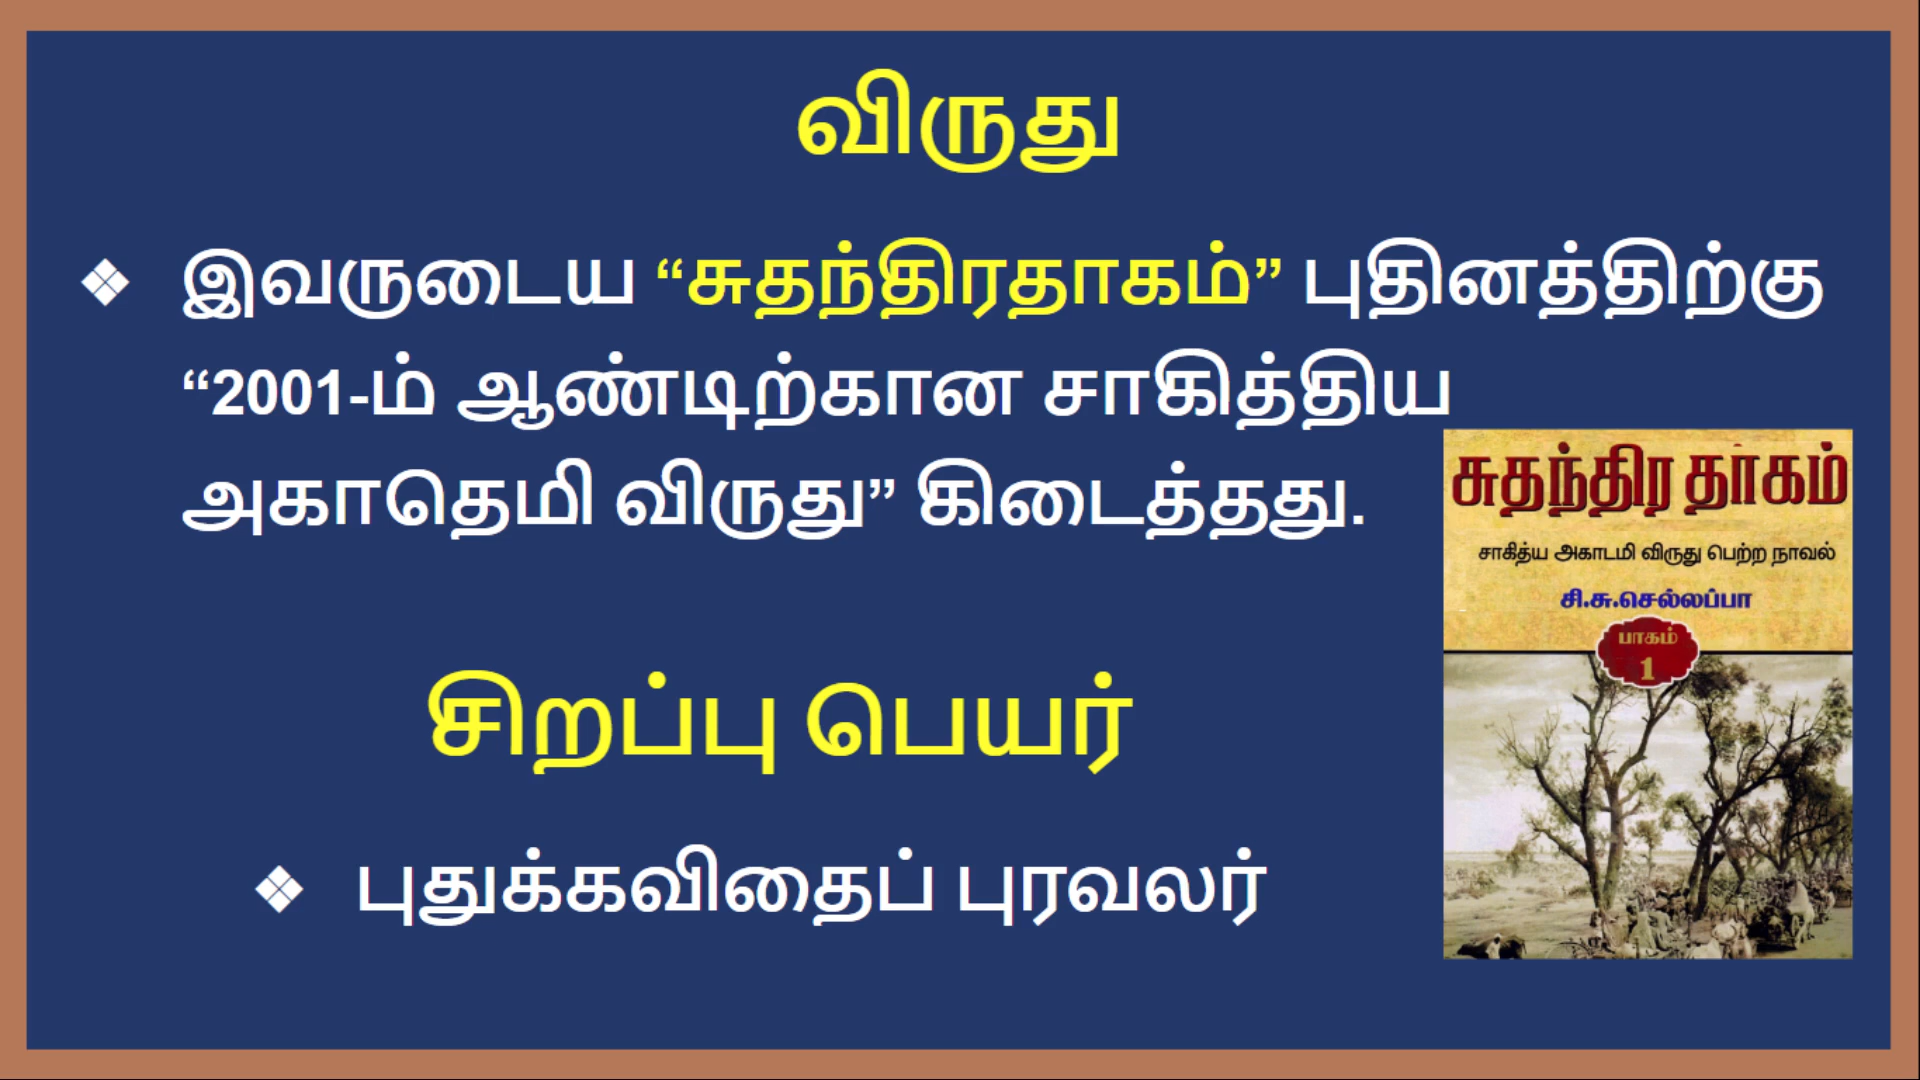 விருது
❖ இவருடைய “சுதந்திரதாகம்” புதினத்திற்கு
“2001-ம் ஆண்டிற்கான சாகித்திய
அகாதெமி விருது” கிடைத்தது.
சுதந்திர தாகம்
சாகித்ய அகாடமி விருது பெற்ற நாவல்
சி.சு.செல்லப்பா
பாகம்
1
சிறப்பு பெயர்
❖ புதுக்கவிதைப் புரவலர்